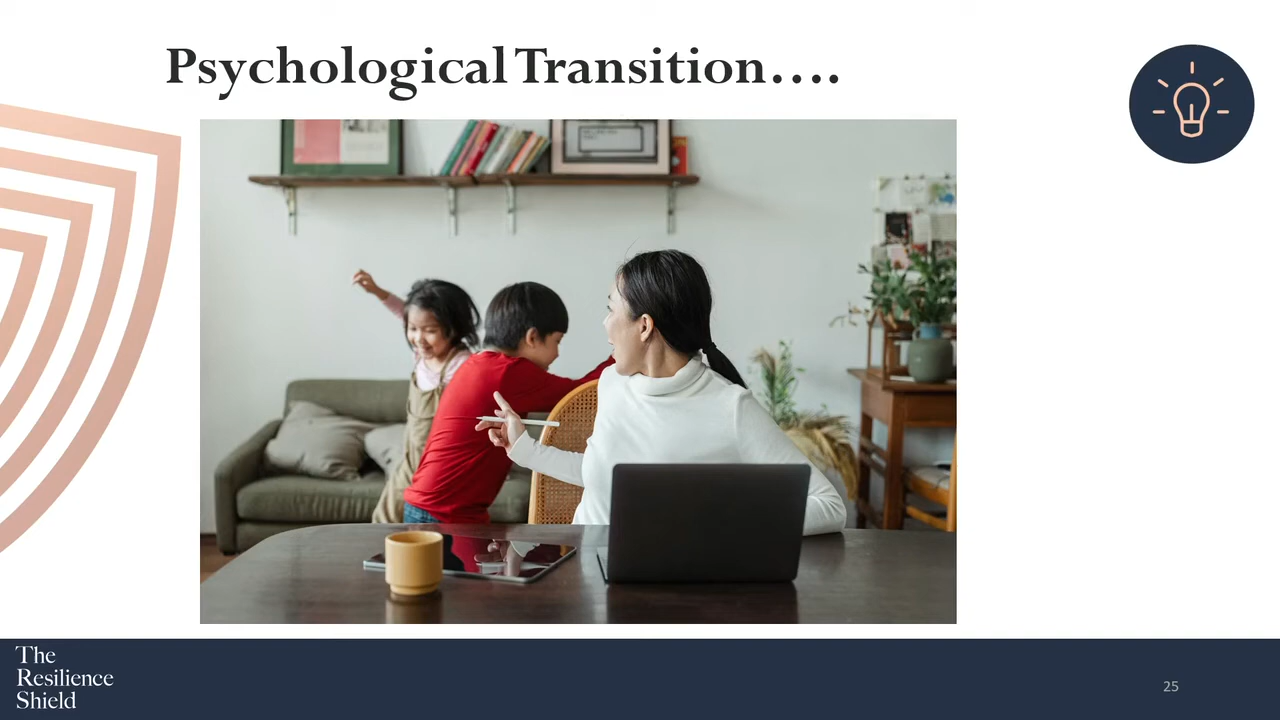 Psychological Transition....
The
Resilience
Shield
25